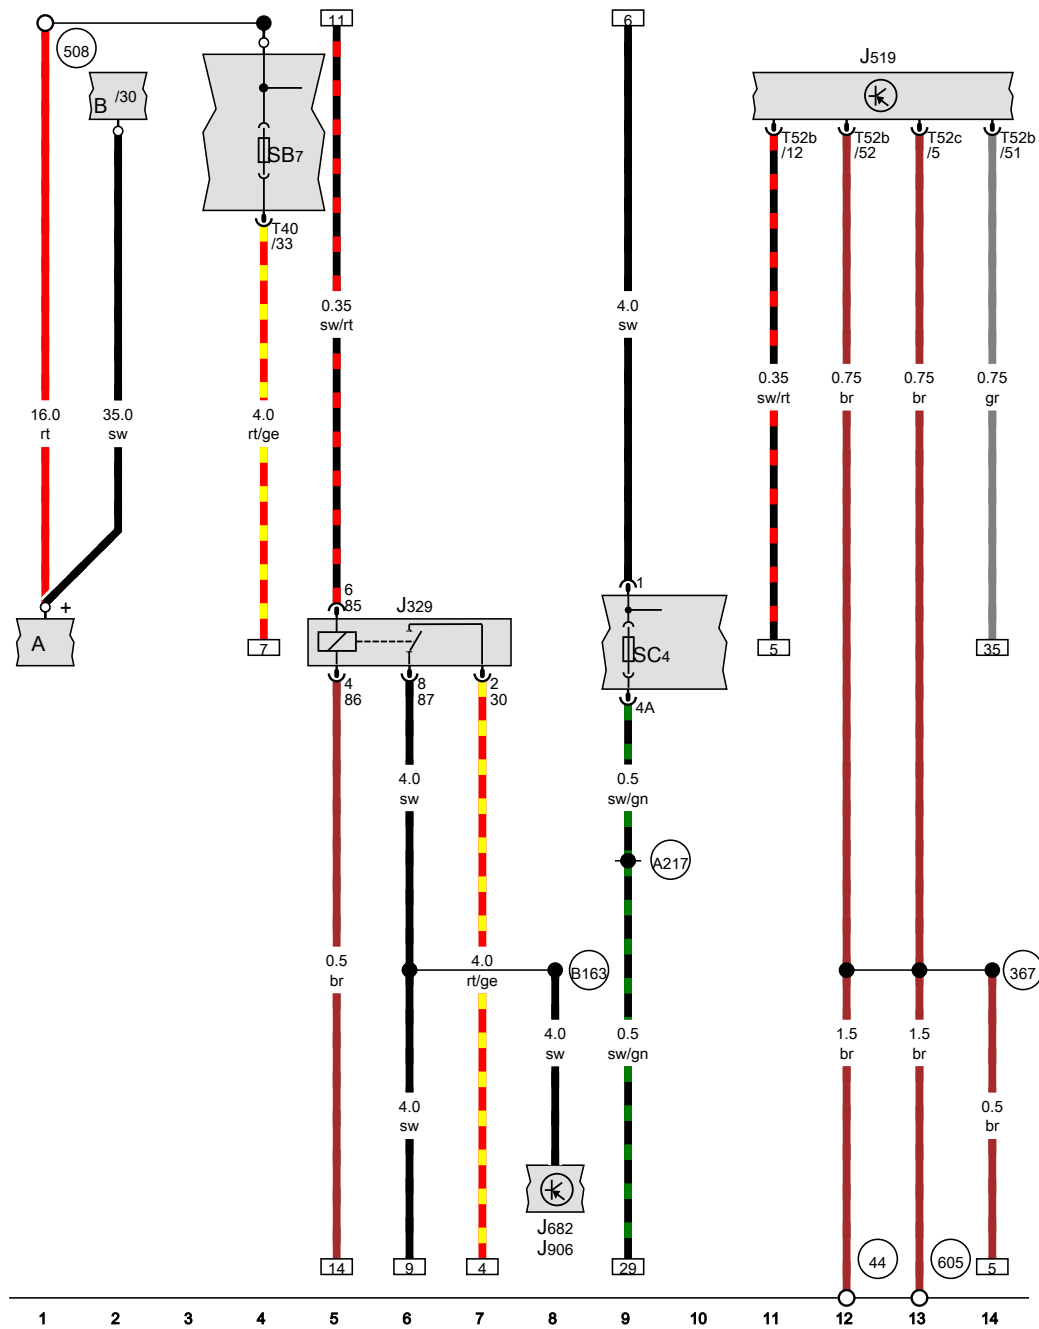 11
6
508
J519
B /30
SB7
T52b
/12
T52b
/52
T52c
/5
T52b
/51
T40
/33
0.35
sw/rt
4.0
sw
0.35
sw/rt
0.75
br
0.75
br
0.75
gr
16.0
rt
35.0
sw
4.0
rt/ge
6
85
1
J329
+
A
7
SC4
5
35
4
86
8
87
2
30
4A
4.0
sw
0.5
sw/gn
A217
0.5
br
4.0
rt/ge
B163
367
4.0
sw
0.5
sw/gn
1.5
br
1.5
br
4.0
sw
0.5
br
J682
J906
14
9
4
29
44
605
5
1 2 3 4 5 6 7 8 9 10 11 12 13 14